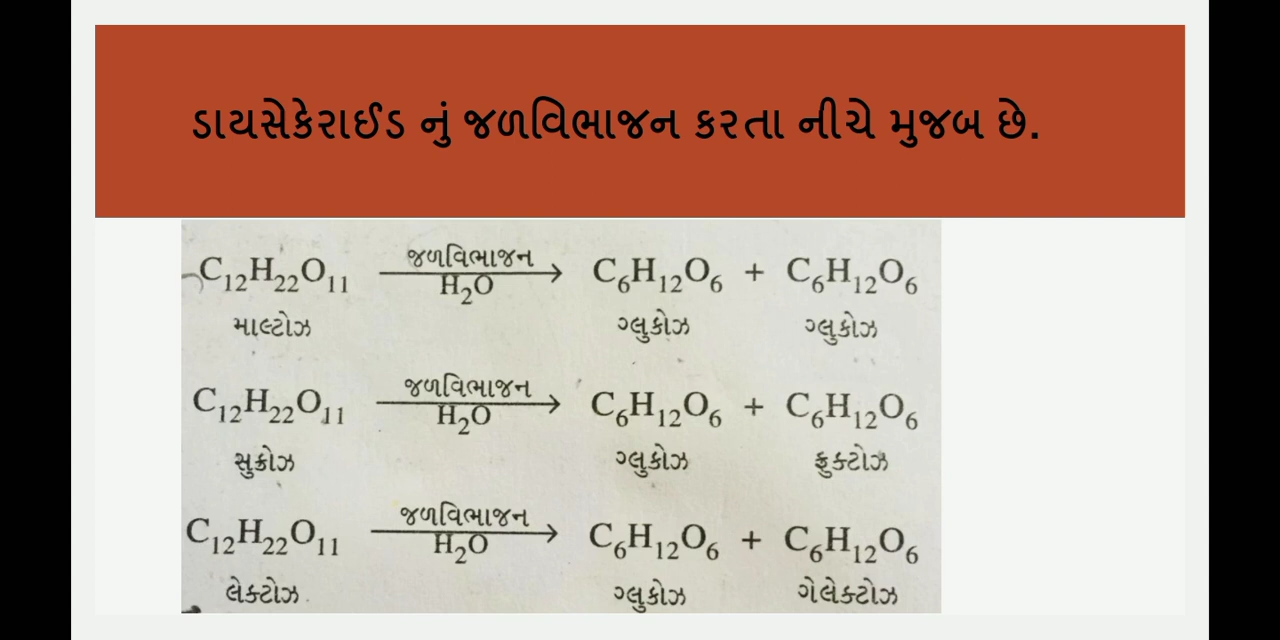 ડાયસેકેરાઈડ નું જળવિભાજન કરતા નીચે મુજબ છે.
જળવિભાજન
C₁₂H₂₂O₁₁ → C₆H₁₂O₆ + C₆H₁₂O₆
H₂O
માલ્ટોઝ ગ્લુકોઝ ગ્લુકોઝ
જળવિભાજન
C₁₂H₂₂O₁₁ → C₆H₁₂O₆ + C₆H₁₂O₆
H₂O
સુક્રોઝ ગ્લુકોઝ ફ્રુક્ટોઝ
જળવિભાજન
C₁₂H₂₂O₁₁ → C₆H₁₂O₆ + C₆H₁₂O₆
H₂O
લેક્ટોઝ ગ્લુકોઝ ગેલેક્ટોઝ